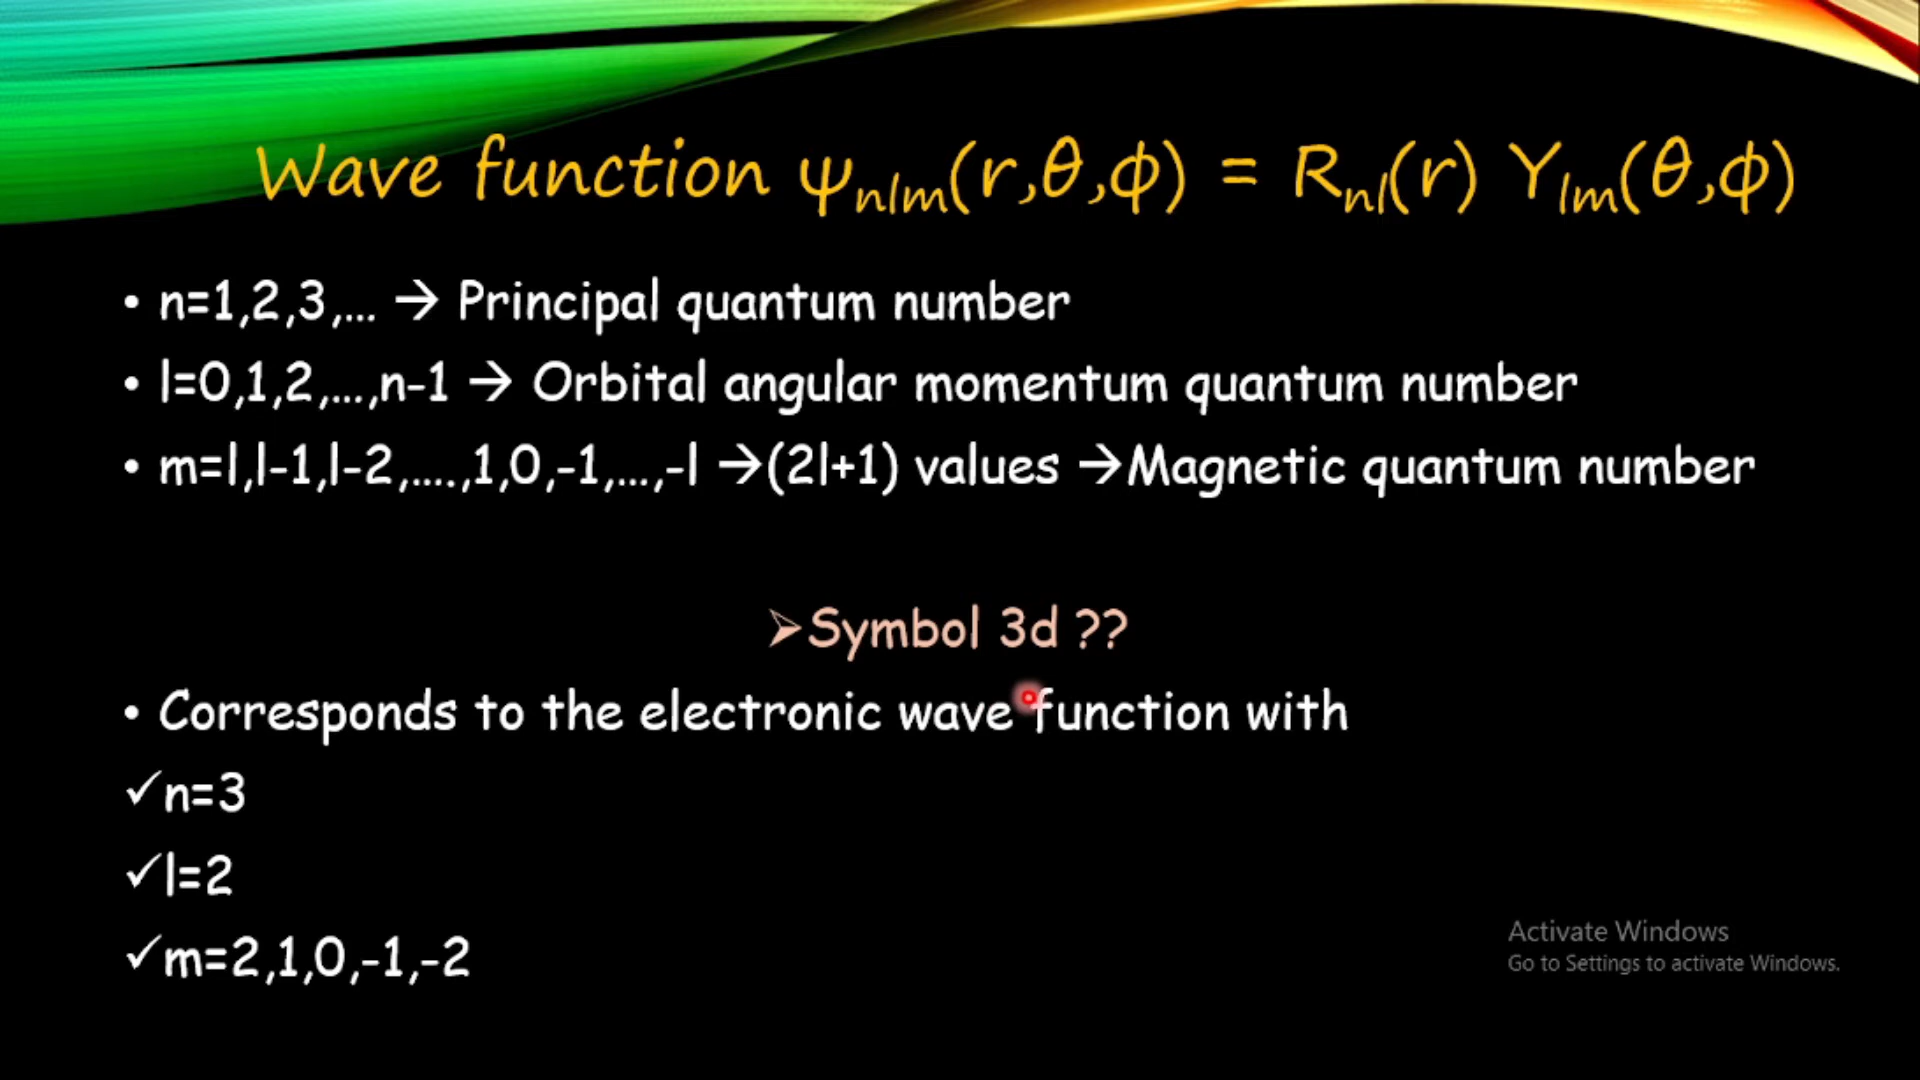 Wave function ψₙₗₘ(r,θ,φ) = Rₙₗ(r) Yₗₘ(θ,φ)
• n=1,2,3,... → Principal quantum number
• l=0,1,2,...,n-1 → Orbital angular momentum quantum number
• m=l,l-1,l-2,....,1,0,-1,...,-l →(2l+1) values →Magnetic quantum number
➢Symbol 3d ??
• Corresponds to the electronic wave function with
✓n=3
✓l=2
✓m=2,1,0,-1,-2
Activate Windows
Go to Settings to activate Windows.